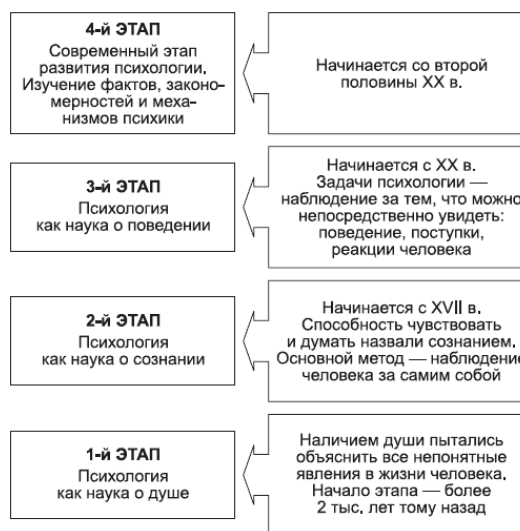 4-й ЭТАП
Современный этап
развития психологии.
Изучение фактов, законо-
мерностей и меха-
низмов психики
Начинается со второй
половины XX в.
3-й ЭТАП
Психология
как наука о поведении
Начинается с XX в.
Задачи психологии —
наблюдение за тем, что можно
непосредственно увидеть:
поведение, поступки,
реакции человека
2-й ЭТАП
Психология
как наука о сознании
Начинается с XVII в.
Способность чувствовать
и думать назвали сознанием.
Основной метод — наблюдение
человека за самим собой
1-й ЭТАП
Психология
как наука о душе
Наличием души пытались
объяснить все непонятные
явления в жизни человека.
Начало этапа — более
2 тыс. лет тому назад